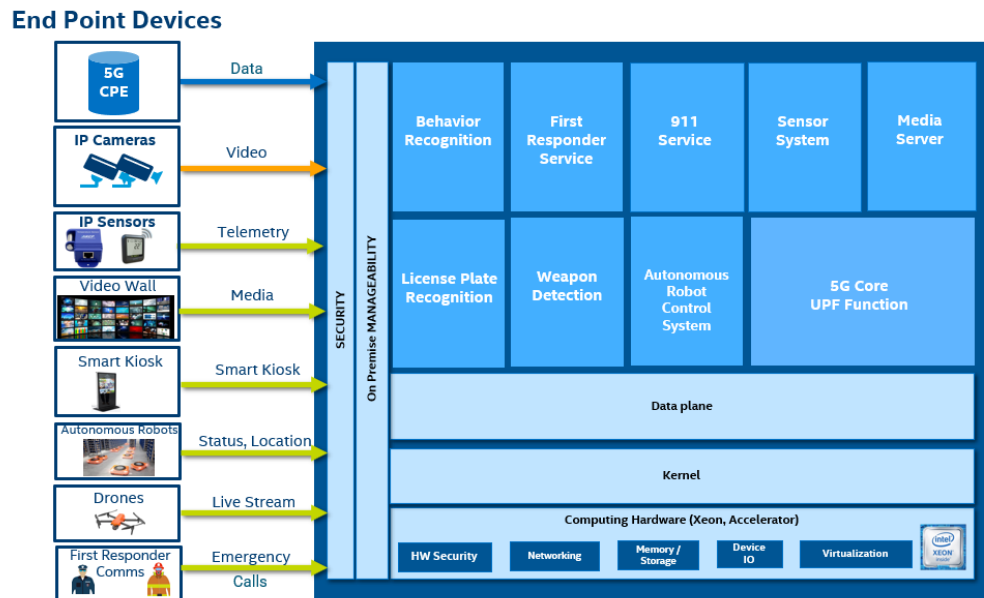 End Point Devices
5G
CPE
Data
IP Cameras
Video
IP Sensors
Telemetry
Video Wall
Media
Smart Kiosk
Smart Kiosk
Autonomous Robots
Status, Location
Drones
Live Stream
First Responder
Comms
Emergency
Calls
SECURITY
On Premise MANAGEABILITY
Behavior
Recognition
First
Responder
Service
911
Service
Sensor
System
Media
Server
License Plate
Recognition
Weapon
Detection
Autonomous
Robot
Control
System
5G Core
UPF Function
Data plane
Kernel
Computing Hardware (Xeon, Accelerator)
HW Security
Networking
Memory /
Storage
Device
IO
Virtualization
intel
XEON
inside